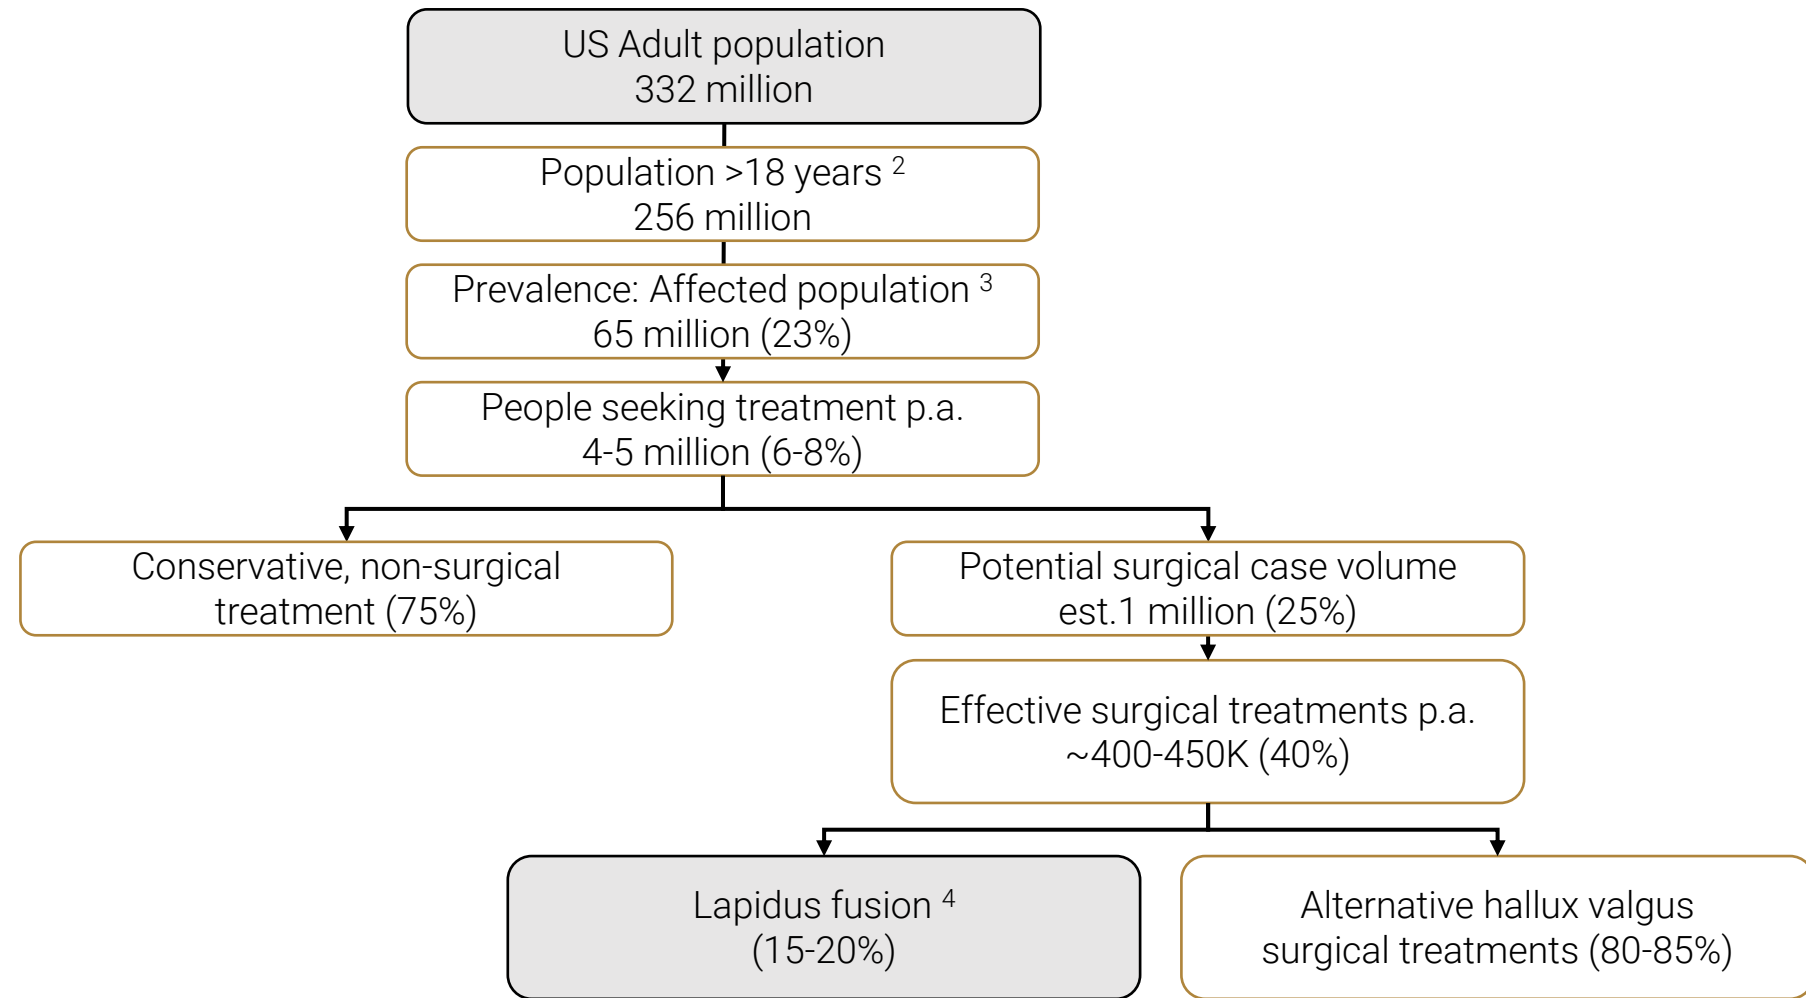 US Adult population
332 million
Population >18 years ²
256 million
Prevalence: Affected population ³
65 million (23%)
People seeking treatment p.a.
4-5 million (6-8%)
Conservative, non-surgical
treatment (75%)
Potential surgical case volume
est.1 million (25%)
Effective surgical treatments p.a.
~400-450K (40%)
Lapidus fusion ⁴
(15-20%)
Alternative hallux valgus
surgical treatments (80-85%)